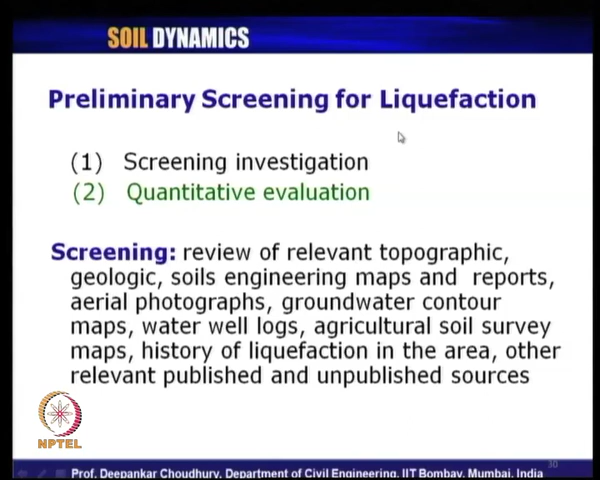 SOIL DYNAMICS
Preliminary Screening for Liquefaction
(1) Screening investigation
(2) Quantitative evaluation
Screening: review of relevant topographic,
geologic, soils engineering maps and reports,
aerial photographs, groundwater contour
maps, water well logs, agricultural soil survey
maps, history of liquefaction in the area, other
relevant published and unpublished sources
NPTEL
30
Prof. Deepankar Choudhury, Department of Civil Engineering, IIT Bombay, Mumbai, India